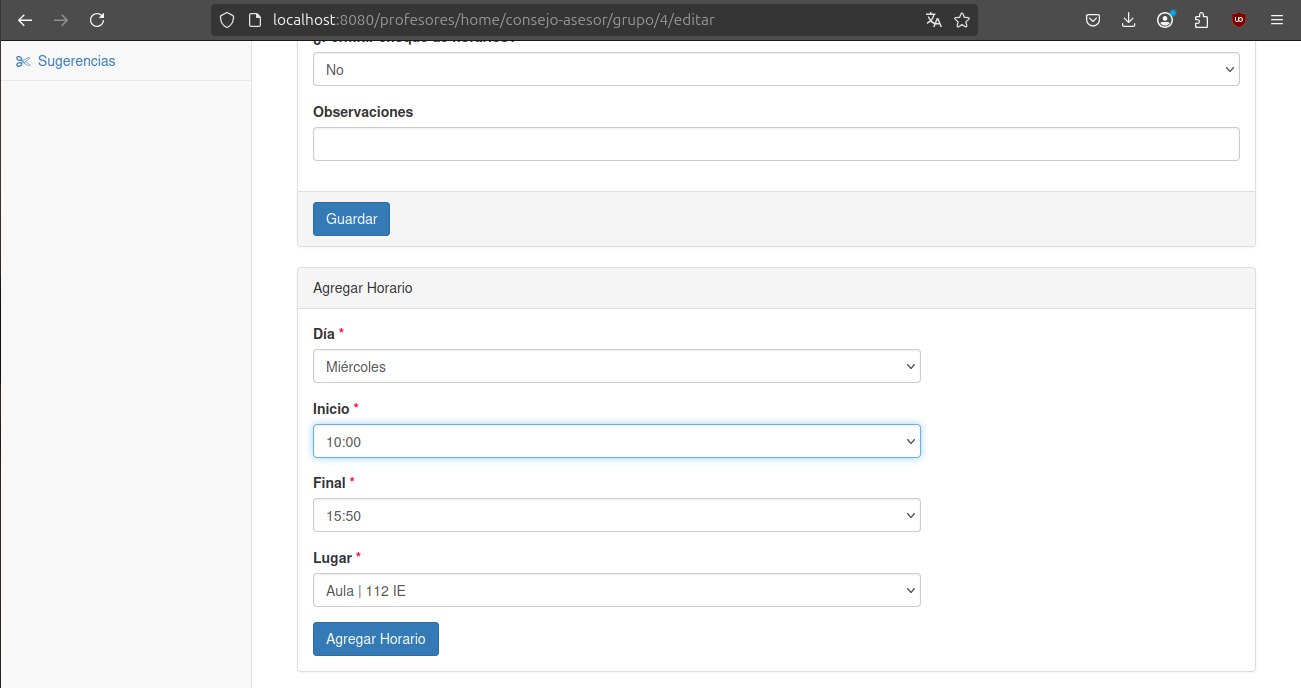 localhost:8080/profesores/home/consejo-asesor/grupo/4/editar
Sugerencias
No
Observaciones
Guardar
Agregar Horario
Día *
Miércoles
Inicio *
10:00
Final *
15:50
Lugar *
Aula | 112 IE
Agregar Horario